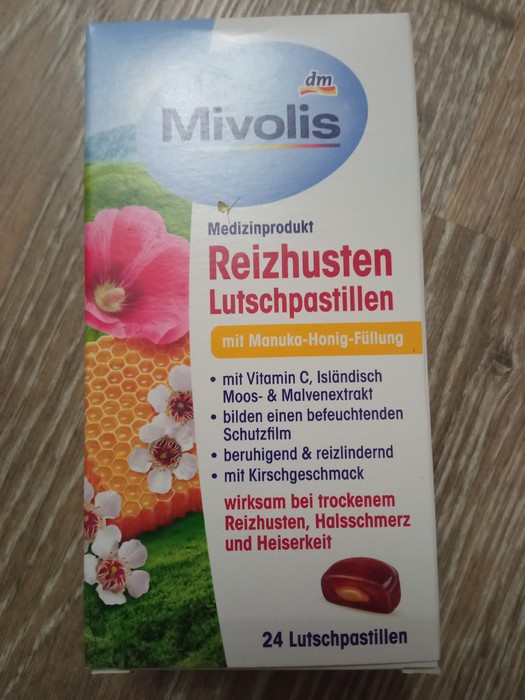 dm
Mivolis
Medizinprodukt
Reizhusten
Lutschpastillen
mit Manuka-Honig-Füllung
• mit Vitamin C, Isländisch
Moos- & Malvenextrakt
• bilden einen befeuchtenden
Schutzfilm
• beruhigend & reizlindernd
• mit Kirschgeschmack
wirksam bei trockenem
Reizhusten, Halsschmerz
und Heiserkeit
24 Lutschpastillen